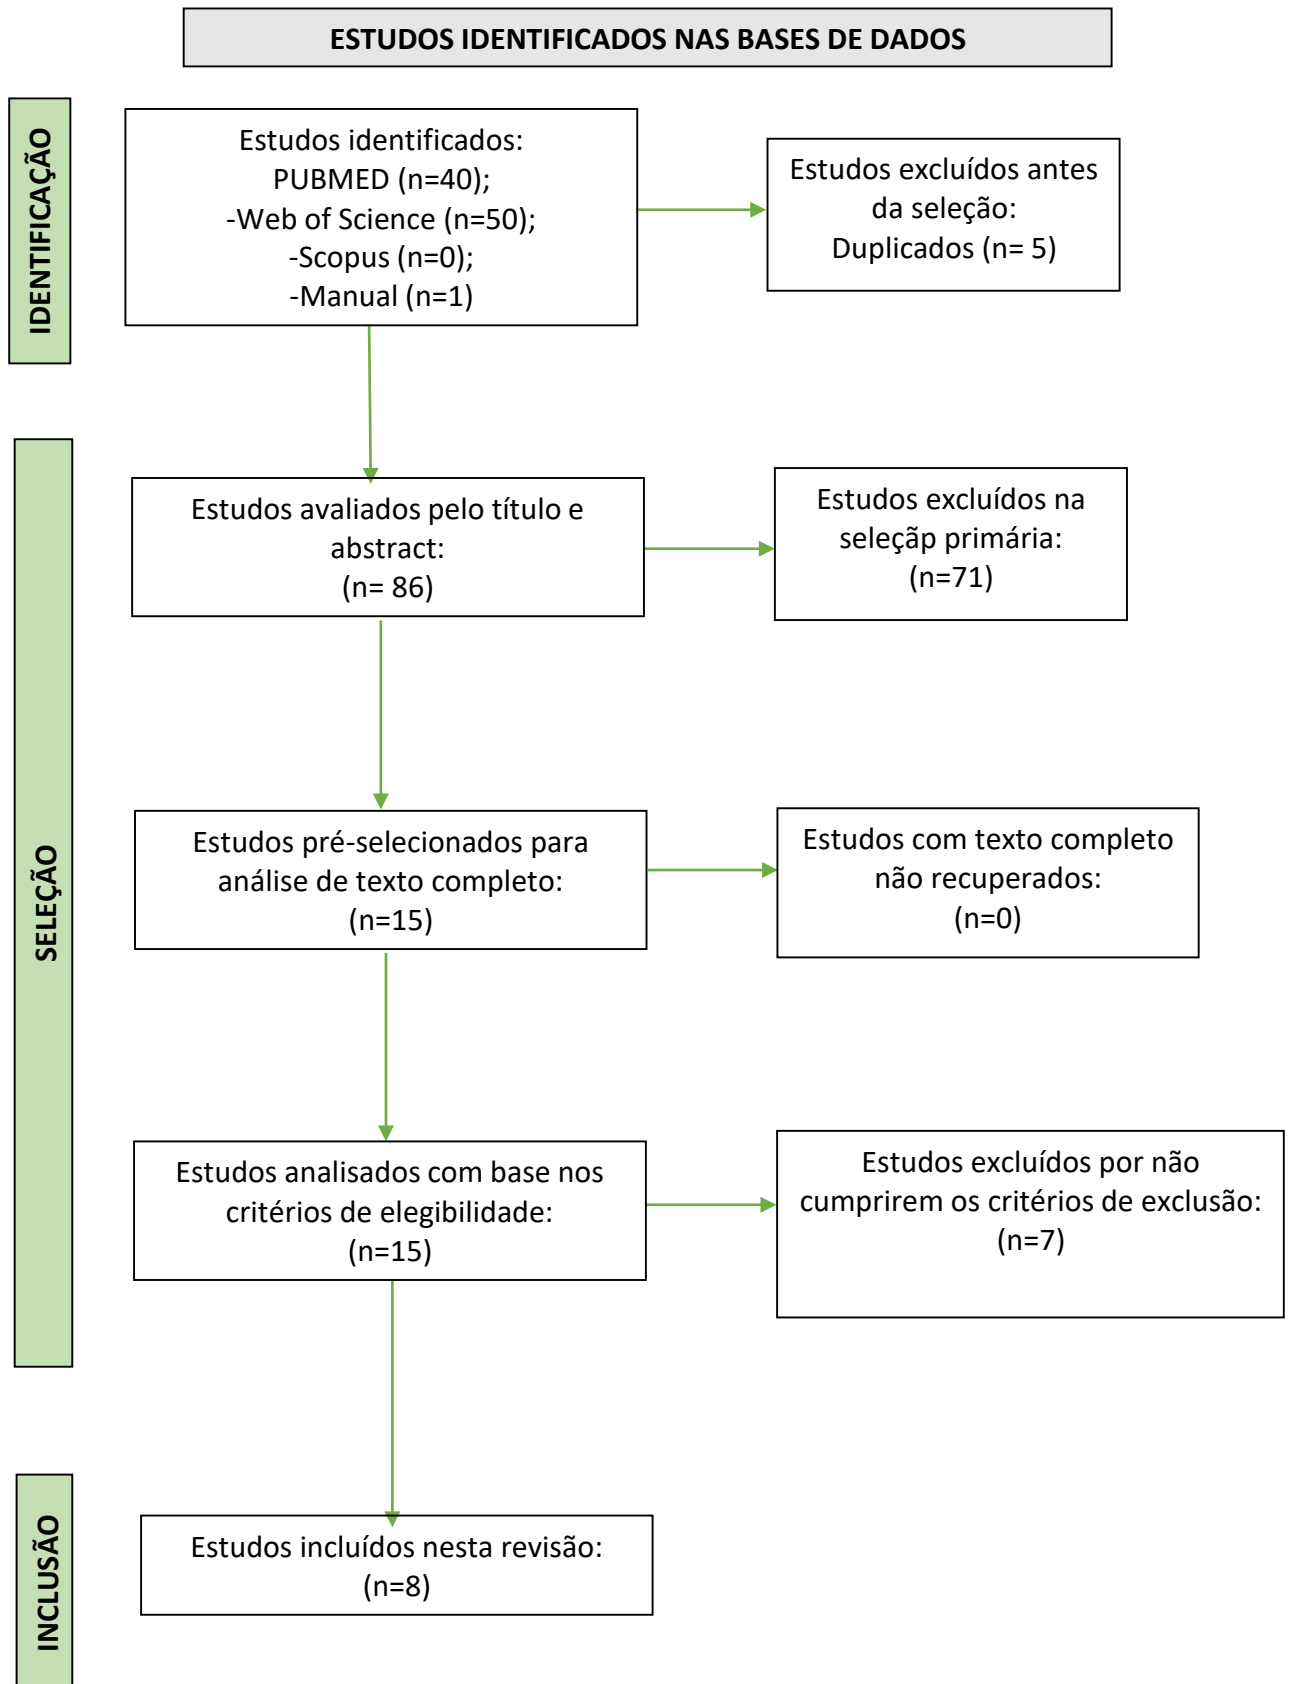 ESTUDOS IDENTIFICADOS NAS BASES DE DADOS
IDENTIFICAÇÃO
Estudos identificados:
PUBMED (n=40);
-Web of Science (n=50);
-Scopus (n=0);
-Manual (n=1)
Estudos excluídos antes
da seleção:
Duplicados (n= 5)
SELEÇÃO
Estudos avaliados pelo título e
abstract:
(n= 86)
Estudos excluídos na
seleçãp primária:
(n=71)
Estudos pré-selecionados para
análise de texto completo:
(n=15)
Estudos com texto completo
não recuperados:
(n=0)
Estudos analisados com base nos
critérios de elegibilidade:
(n=15)
Estudos excluídos por não
cumprirem os critérios de exclusão:
(n=7)
INCLUSÃO
Estudos incluídos nesta revisão:
(n=8)